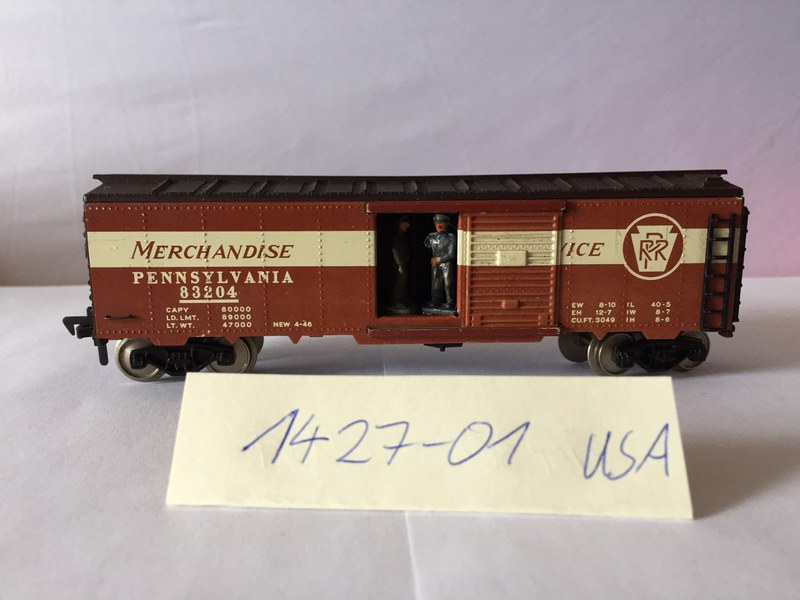 MERCHANDISE
PENNSYLVANIA
83204
CAPY 80000
LD. LMT. 89000
LT. WT. 47000 NEW 4-46
VICE
PRR
EW 8-10 IL 40-5
EH 12-7 IW 8-7
CU.FT. 3049 IH 8-6
1427-01 USA